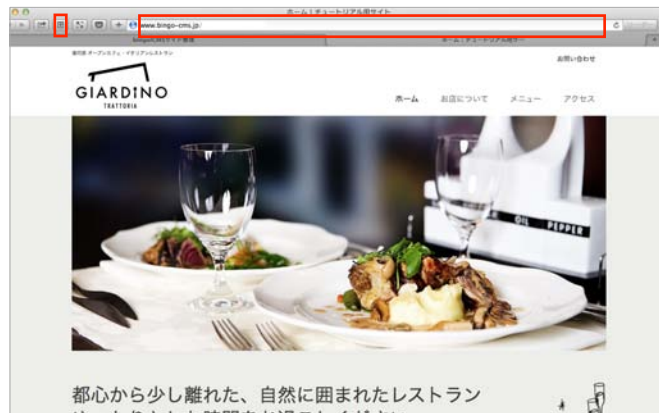 ホーム | チュートリアル用サイト
www.bingo-cms.jp/
お問い合わせ
GIARDINO
TRATTORIA
ホーム お店について メニュー アクセス
OIL PEPPER
都心から少し離れた、自然に囲まれたレストラン